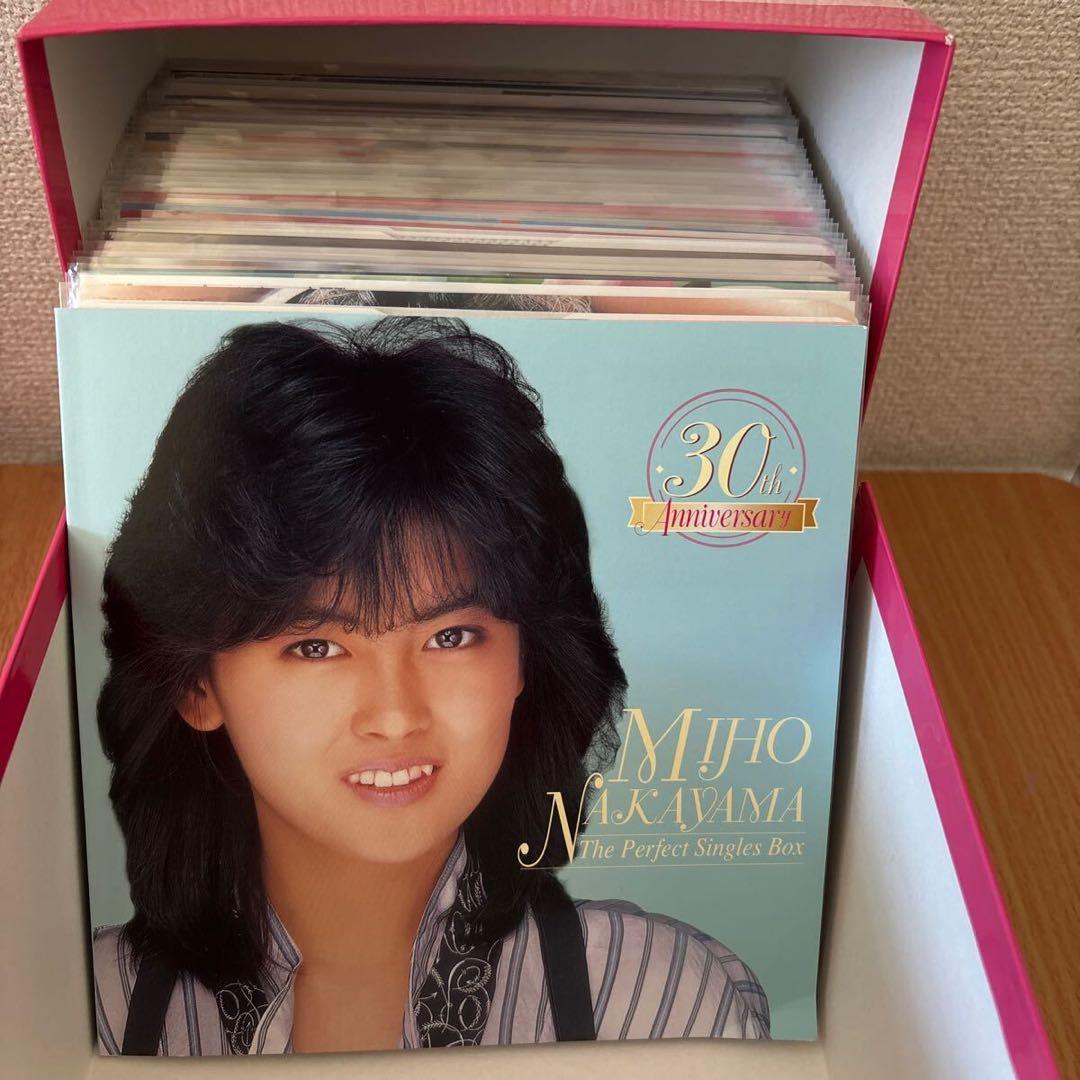 30th
Anniversary
MIHO
NAKAYAMA
The Perfect Singles Box